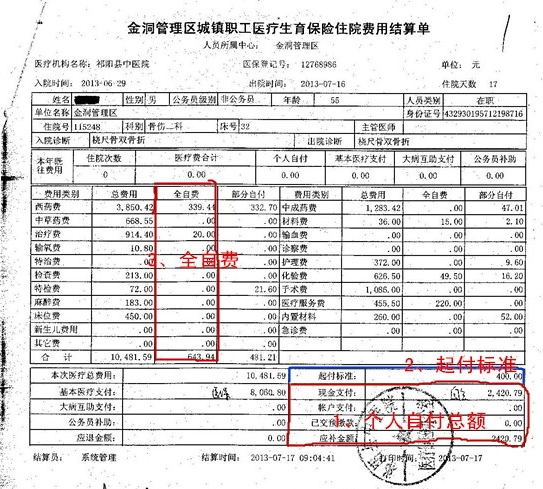 金洞管理区城镇职工医疗生育保险住院费用结算单
人员所属中心: 金洞管理区
医疗机构名称: 祁阳县中医院 医保登记号: 12768986 单位: 元
入院时间: 2013-06-29 出院时间: 2013-07-16 住院天数 17
姓名 性别 男 公务员级别 非公务员 年龄 55 人员类别 在职
单位名称 金洞管理区 身份证号 432930195712198716
住院号 115248 科别 骨伤二科 床号 32 主管医师
入院诊断 桡尺骨双骨折 出院诊断 桡尺骨双骨折
本年既往费用 住院次数 医疗费合计 个人自付 基本医疗支付 大病互助支付 公务员补助
0 0.00 0.00 0.00 0.00 0.00
费用类别 总费用 全自费 部分自付 费用类别 总费用 全自费 部分自付
西药费 3,850.42 339.44 332.70 中成药费 1,283.42 .00 47.01
中草药费 668.55 .00 .00 材料费 36.00 15.00 2.10
治疗费 914.40 20.00 .00 输血费 .00 .00 .00
输氧费 10.80 .00 .00 诊察费 .00 .00 .00
特治费 .00 .00 .00 护理费 372.00 .00 9.60
检查费 213.60 .00 .00 化验费 626.50 49.50 16.20
特检费 72.00 .00 21.60 手术费 1,086.00 .00 .00
麻醉费 183.60 .00 .00 医疗服务费 455.50 220.00 .00
床位费 450.00 .00 .00 内置材料 260.00 .00 52.00
新生儿费用 .00 .00 .00 急诊费 .00 .00 .00
其它费 .00 .00 .00
合计 10,481.59 643.94 481.21
3、全自费
2、起付标准
本次医疗总费用: 10,481.59 起付标准: 400.00
基本医疗支付: 8,060.80 现金支付: 2,420.79
大病互助支付: .00 帐户支付: .00
公务员补助: .00 已交预缴款: 0.00
应退金额: 0.00 应补金额: 2420.79
1、个人自付总额
结算员: 系统管理 结算时间: 2013-07-17 09:04:41 打印时间: 2013-07-17